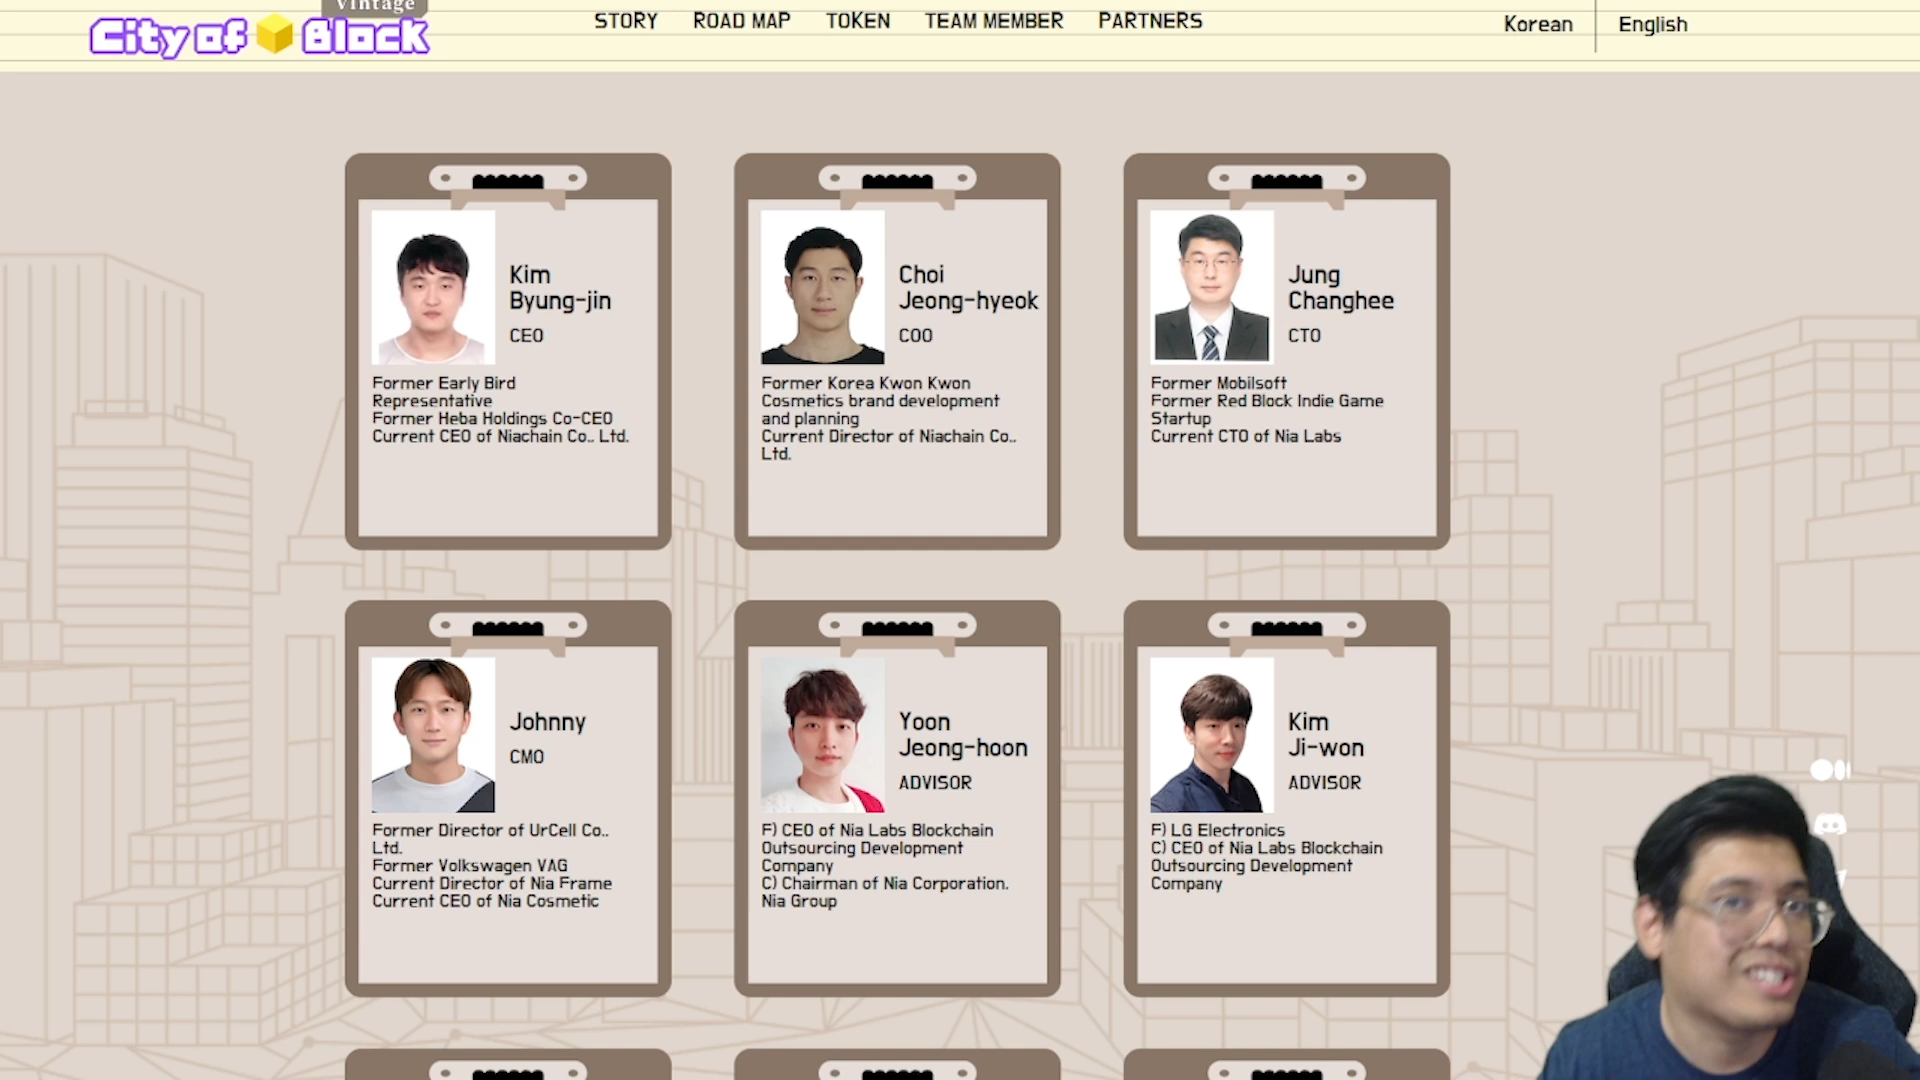 Vintage
City of Block
STORY ROAD MAP TOKEN TEAM MEMBER PARTNERS
Korean English
Kim
Byung-jin
CEO
Former Early Bird
Representative
Former Heba Holdings Co-CEO
Current CEO of Niachain Co.. Ltd.
Choi
Jeong-hyeok
COO
Former Korea Kwon Kwon
Cosmetics brand development
and planning
Current Director of Niachain Co..
Ltd.
Jung
Changhee
CTO
Former Mobilsoft
Former Red Block Indie Game
Startup
Current CTO of Nia Labs
Johnny
CMO
Former Director of UrCell Co..
Ltd.
Former Volkswagen VAG
Current Director of Nia Frame
Current CEO of Nia Cosmetic
Yoon
Jeong-hoon
ADVISOR
F) CEO of Nia Labs Blockchain
Outsourcing Development
Company
C) Chairman of Nia Corporation.
Nia Group
Kim
Ji-won
ADVISOR
F) LG Electronics
C) CEO of Nia Labs Blockchain
Outsourcing Development
Company